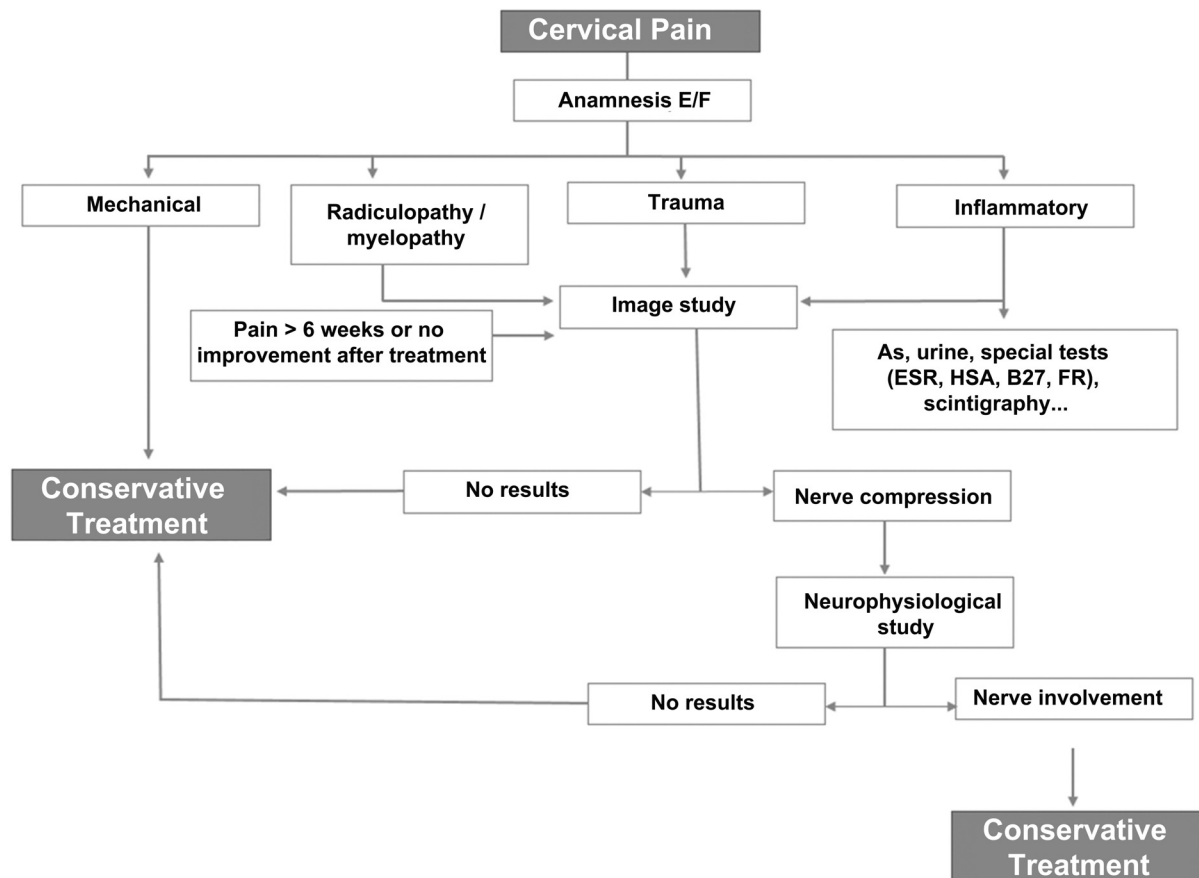 Cervical Pain
Anamnesis E/F
Mechanical
Radiculopathy /
myelopathy
Trauma
Inflammatory
Image study
Pain > 6 weeks or no
improvement after treatment
As, urine, special tests
(ESR, HSA, B27, FR),
scintigraphy...
Conservative
Treatment
No results
Nerve compression
Neurophysiological
study
No results
Nerve involvement
Conservative
Treatment